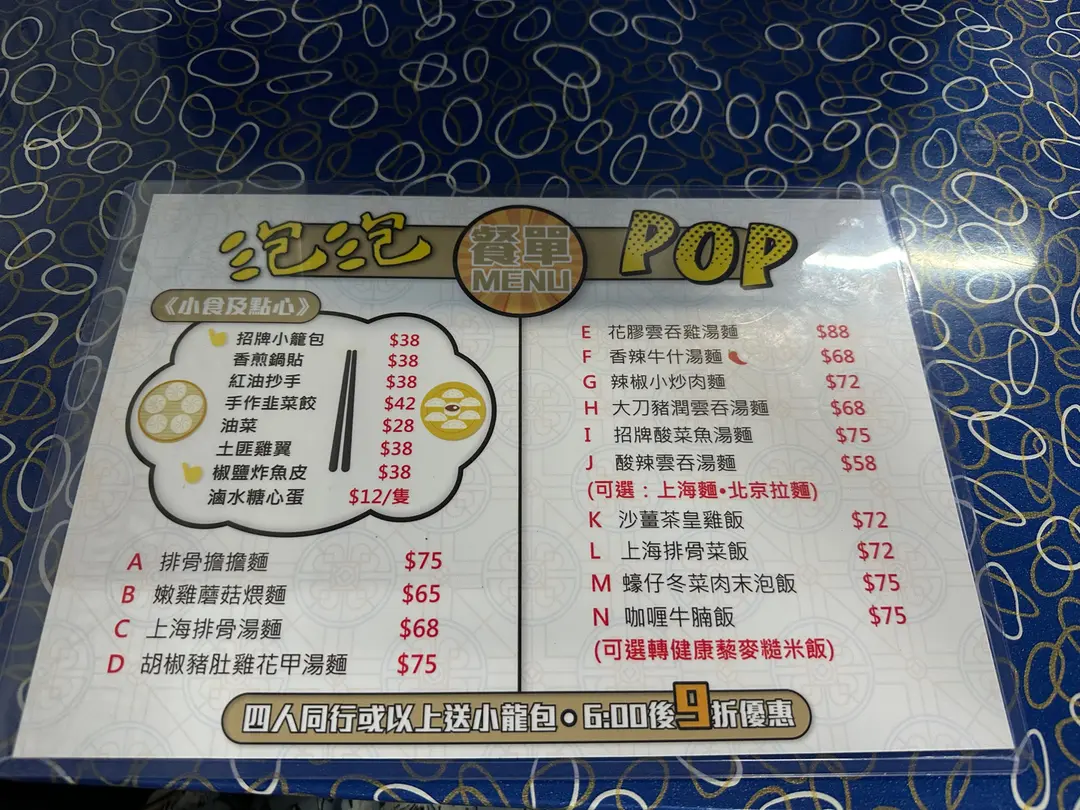 泡泡 餐單 MENU POP
《小食及點心》
招牌小籠包 $38
香煎鍋貼 $38
紅油抄手 $38
手作韭菜餃 $42
油菜 $28
土匪雞翼 $38
椒鹽炸魚皮 $38
滷水糖心蛋 $12/隻
A 排骨擔擔麵 $75
B 嫩雞蘑菇煨麵 $65
C 上海排骨湯麵 $68
D 胡椒豬肚雞花甲湯麵 $75
E 花膠雲吞雞湯麵 $88
F 香辣牛什湯麵 $68
G 辣椒小炒肉麵 $72
H 大刀豬潤雲吞湯麵 $68
I 招牌酸菜魚湯麵 $75
J 酸辣雲吞湯麵 $58
(可選：上海麵•北京拉麵)
K 沙薑茶皇雞飯 $72
L 上海排骨菜飯 $72
M 蠔仔冬菜肉末泡飯 $75
N 咖喱牛腩飯 $75
(可選轉健康藜麥糙米飯)
四人同行或以上送小龍包•6:00後9折優惠